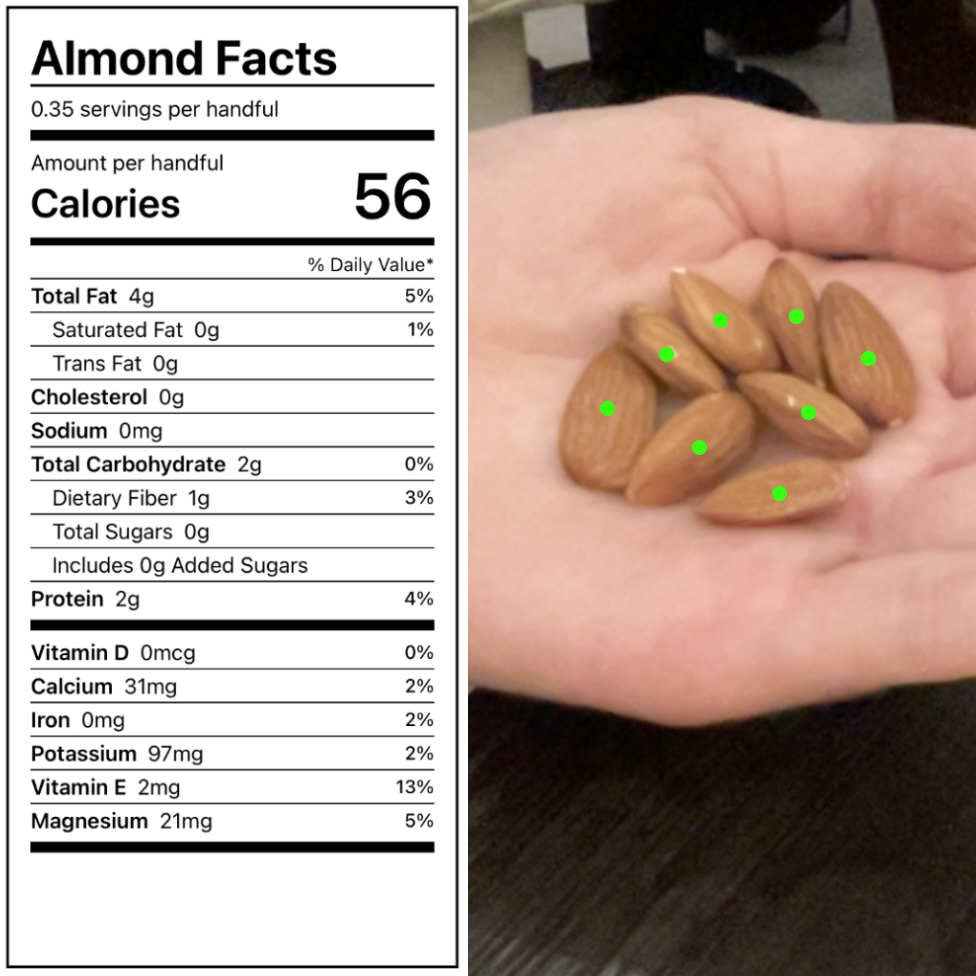 Almond Facts
0.35 servings per handful
Amount per handful
Calories 56
% Daily Value*
Total Fat 4g 5%
Saturated Fat 0g 1%
Trans Fat 0g
Cholesterol 0g
Sodium 0mg
Total Carbohydrate 2g 0%
Dietary Fiber 1g 3%
Total Sugars 0g
Includes 0g Added Sugars
Protein 2g 4%
Vitamin D 0mcg 0%
Calcium 31mg 2%
Iron 0mg 2%
Potassium 97mg 2%
Vitamin E 2mg 13%
Magnesium 21mg 5%